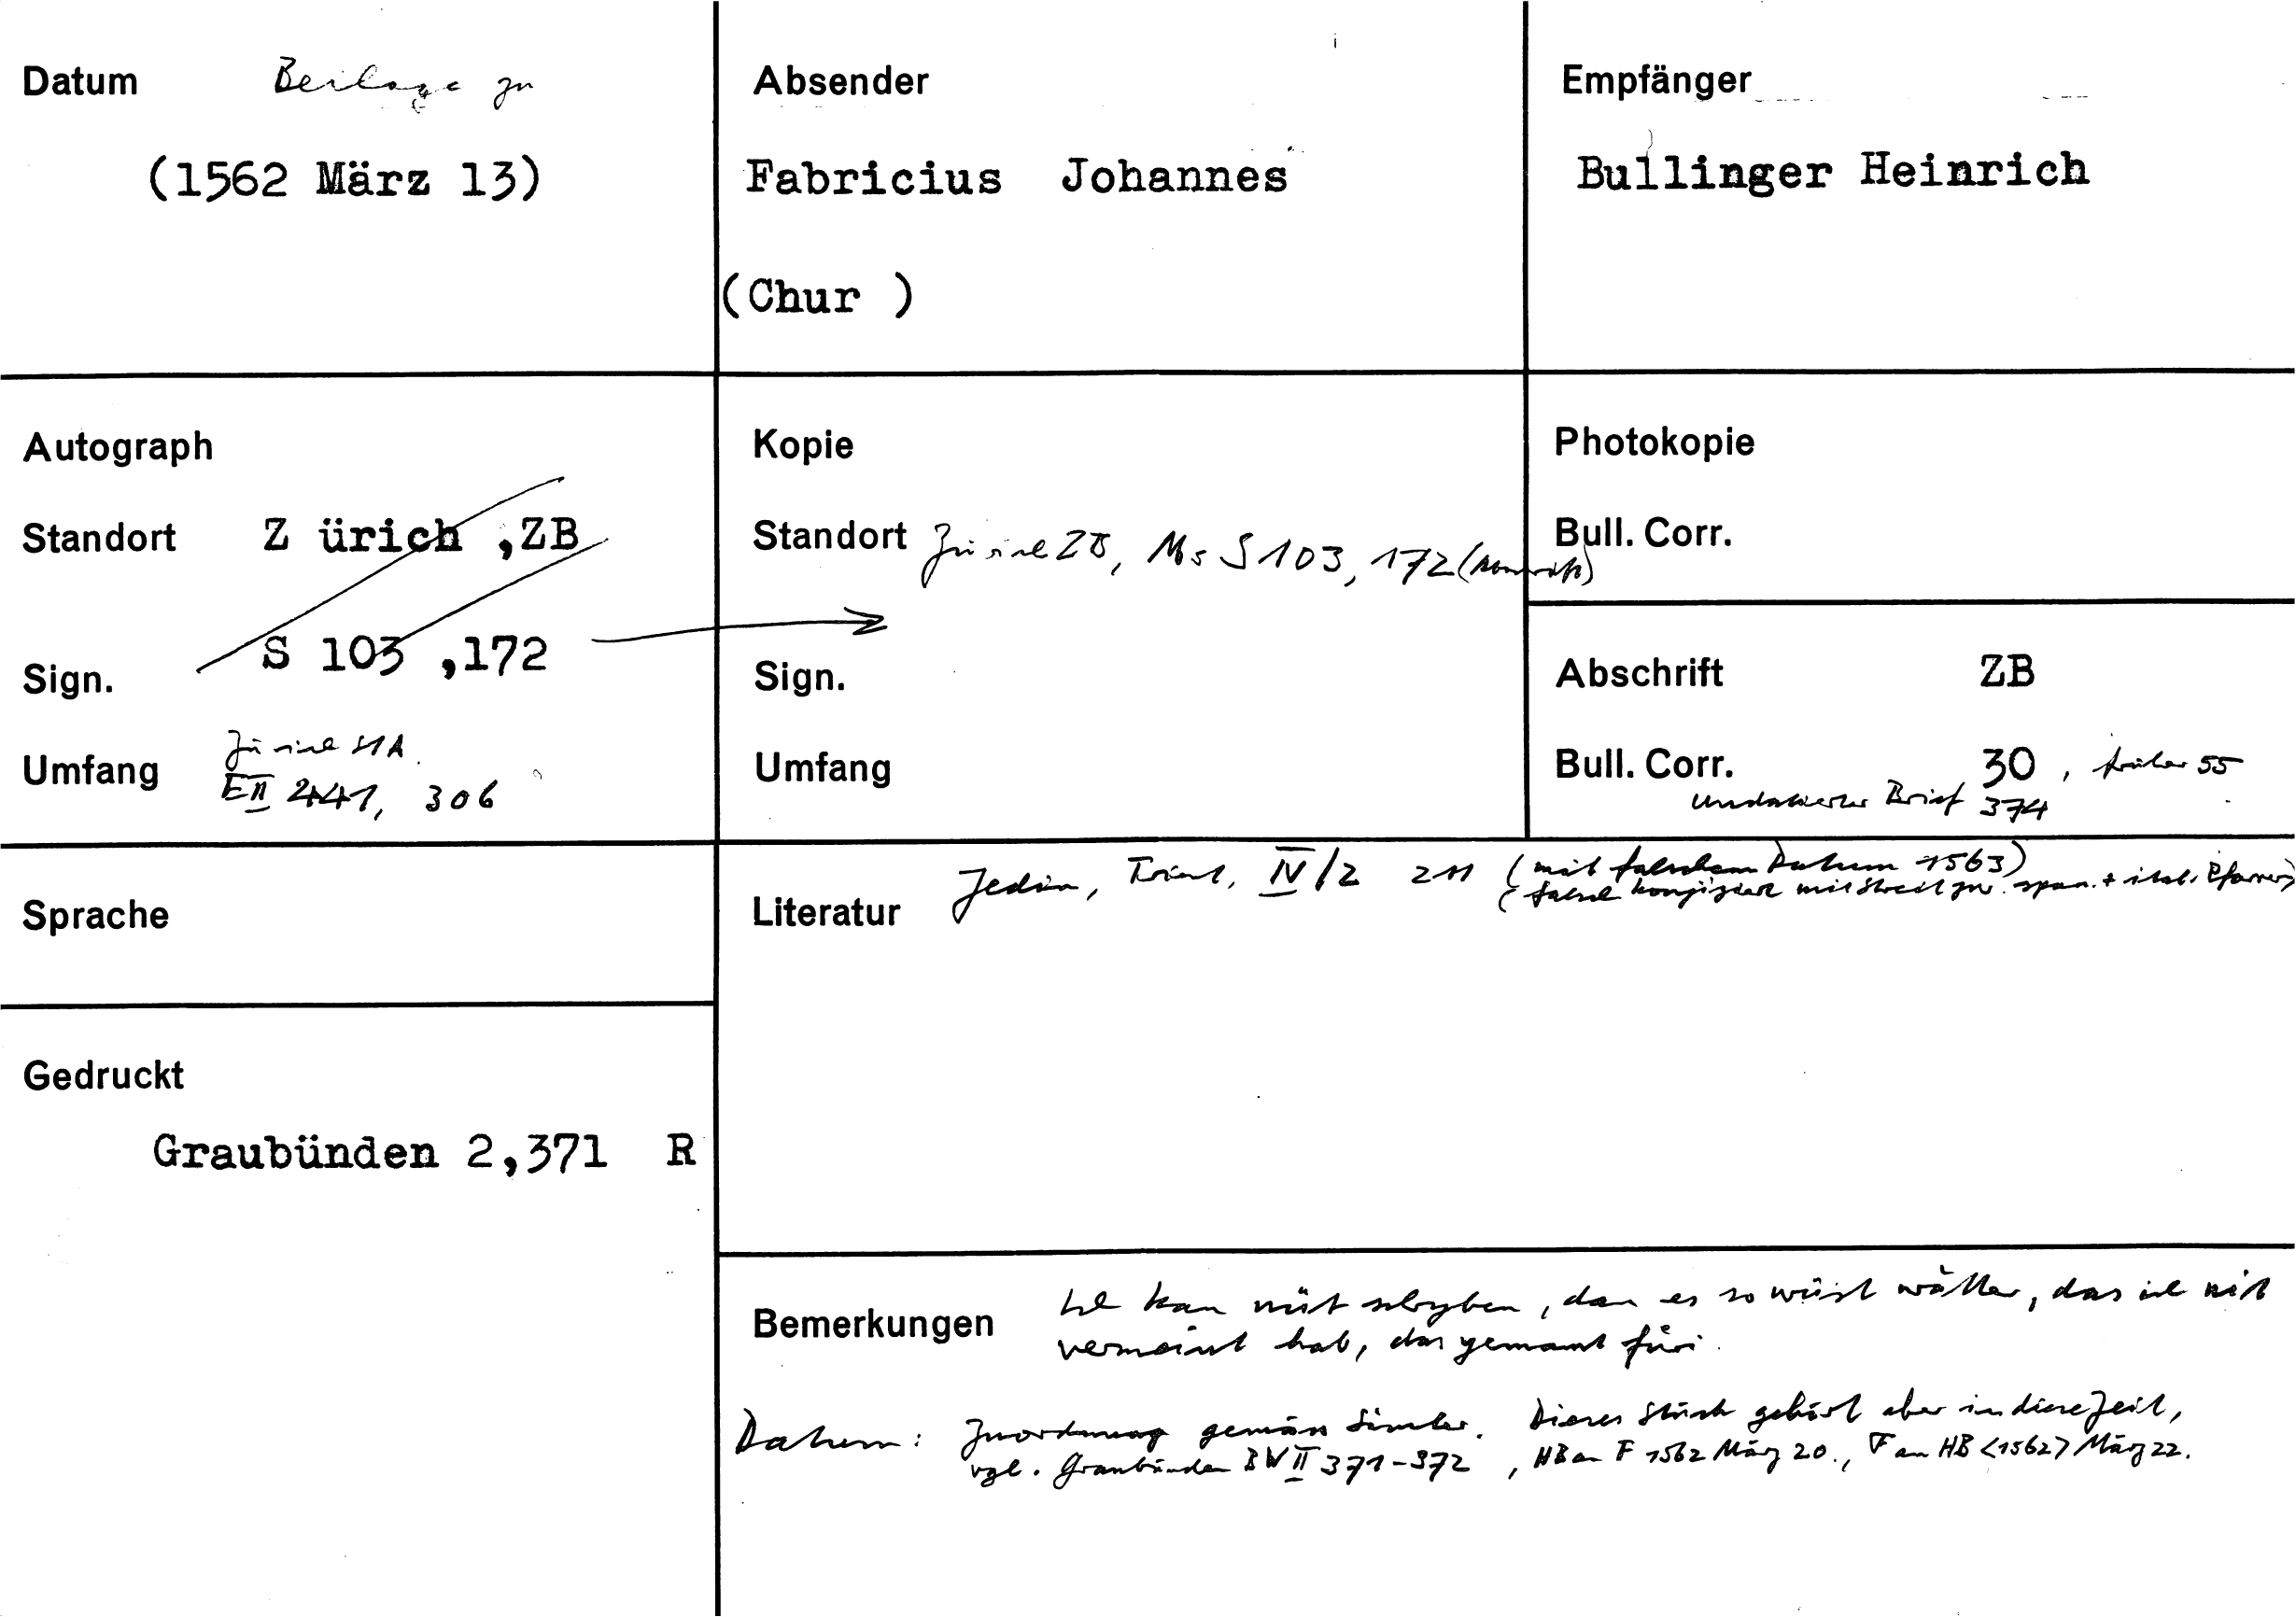 Datum Beilage zu
(1562 März 13)
Absender
Fabricius Johannes
(Chur )
Empfänger
Bullinger Heinrich
Autograph
Standort Z ürich ,ZB
Sign. S 103 ,172
Umfang Zürich StA
E II 441, 306
Kopie
Standort Zürich ZB, Ms S 103, 172
Sign.
Umfang
Photokopie
Bull. Corr.
Abschrift ZB
Bull. Corr. 30 , früher 55
undatierter Brief 374
Sprache
Literatur Jedin, Trient, IV/2 211 (mit falschem Datum 1563)
(falsch konjiziert mit Streit zw. span. + ital. Pfarrer)
Gedruckt
Graubünden 2,371 R
Bemerkungen Ich kan nüt schryben, dan es so wüst wätter, das ich nit
vermeint hab, das gemant
Datum: Zuordnung gemäss Simler. Dieses Stück gehört aber in diese Zeit,
vgl. Graubünden BW II 371-372 , HB an F 1562 März 20., F an HB <1562> März 22.